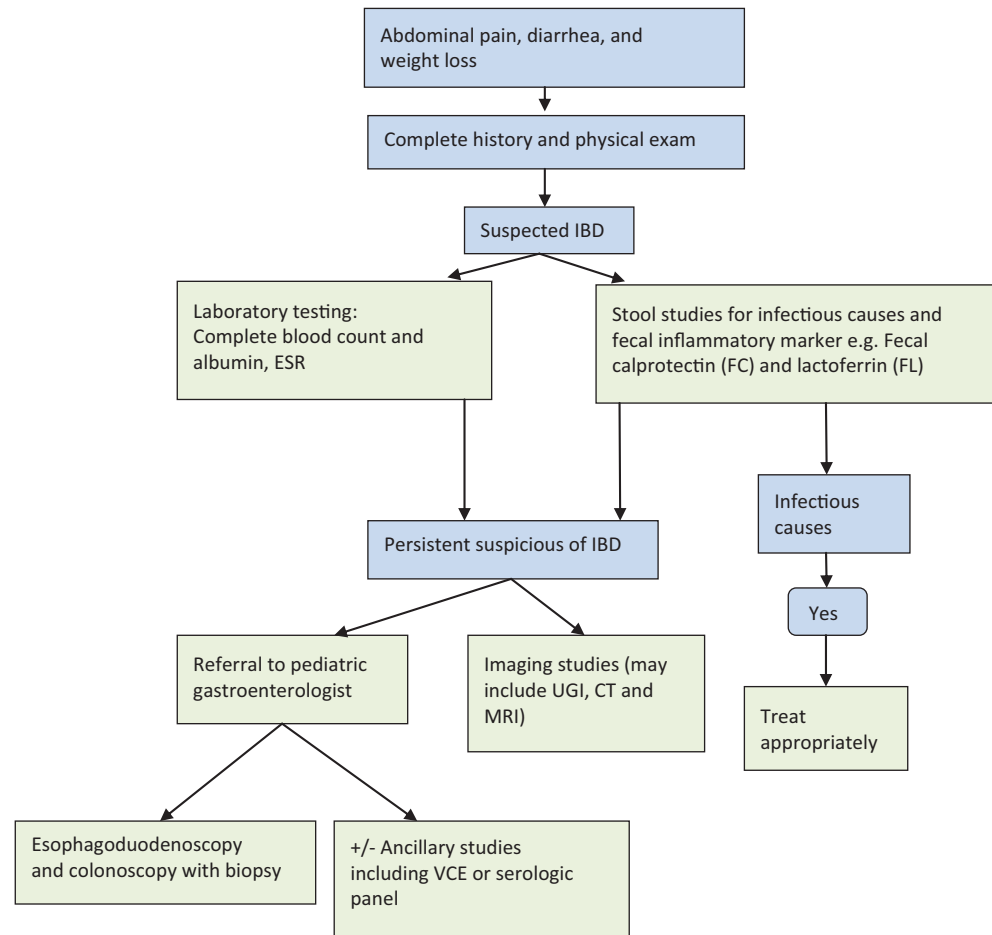 Abdominal pain, diarrhea, and
weight loss
Complete history and physical exam
Suspected IBD
Laboratory testing:
Complete blood count and
albumin, ESR
Stool studies for infectious causes and
fecal inflammatory marker e.g. Fecal
calprotectin (FC) and lactoferrin (FL)
Infectious
causes
Persistent suspicious of IBD
Yes
Referral to pediatric
gastroenterologist
Imaging studies (may
include UGI, CT and
MRI)
Treat
appropriately
Esophagoduodenoscopy
and colonoscopy with biopsy
+/- Ancillary studies
including VCE or serologic
panel